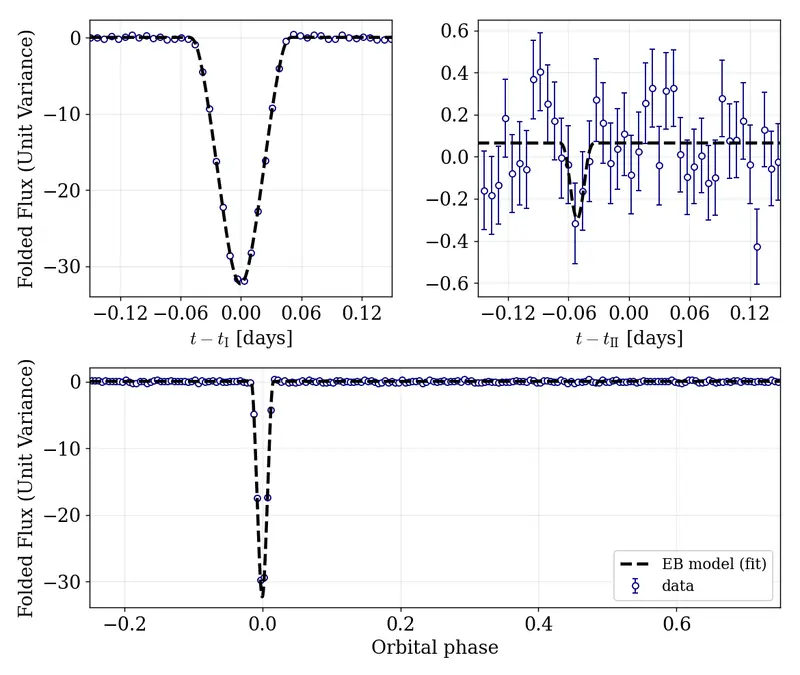 Folded Flux (Unit Variance)
0
−10
−20
−30
−0.12 −0.06 0.00 0.06 0.12
t − tI [days]
0.6
0.4
0.2
0.0
−0.2
−0.4
−0.6
−0.12 −0.06 0.00 0.06 0.12
t − tII [days]
Folded Flux (Unit Variance)
0
−10
−20
−30
−0.2 0.0 0.2 0.4 0.6
Orbital phase
EB model (fit)
data